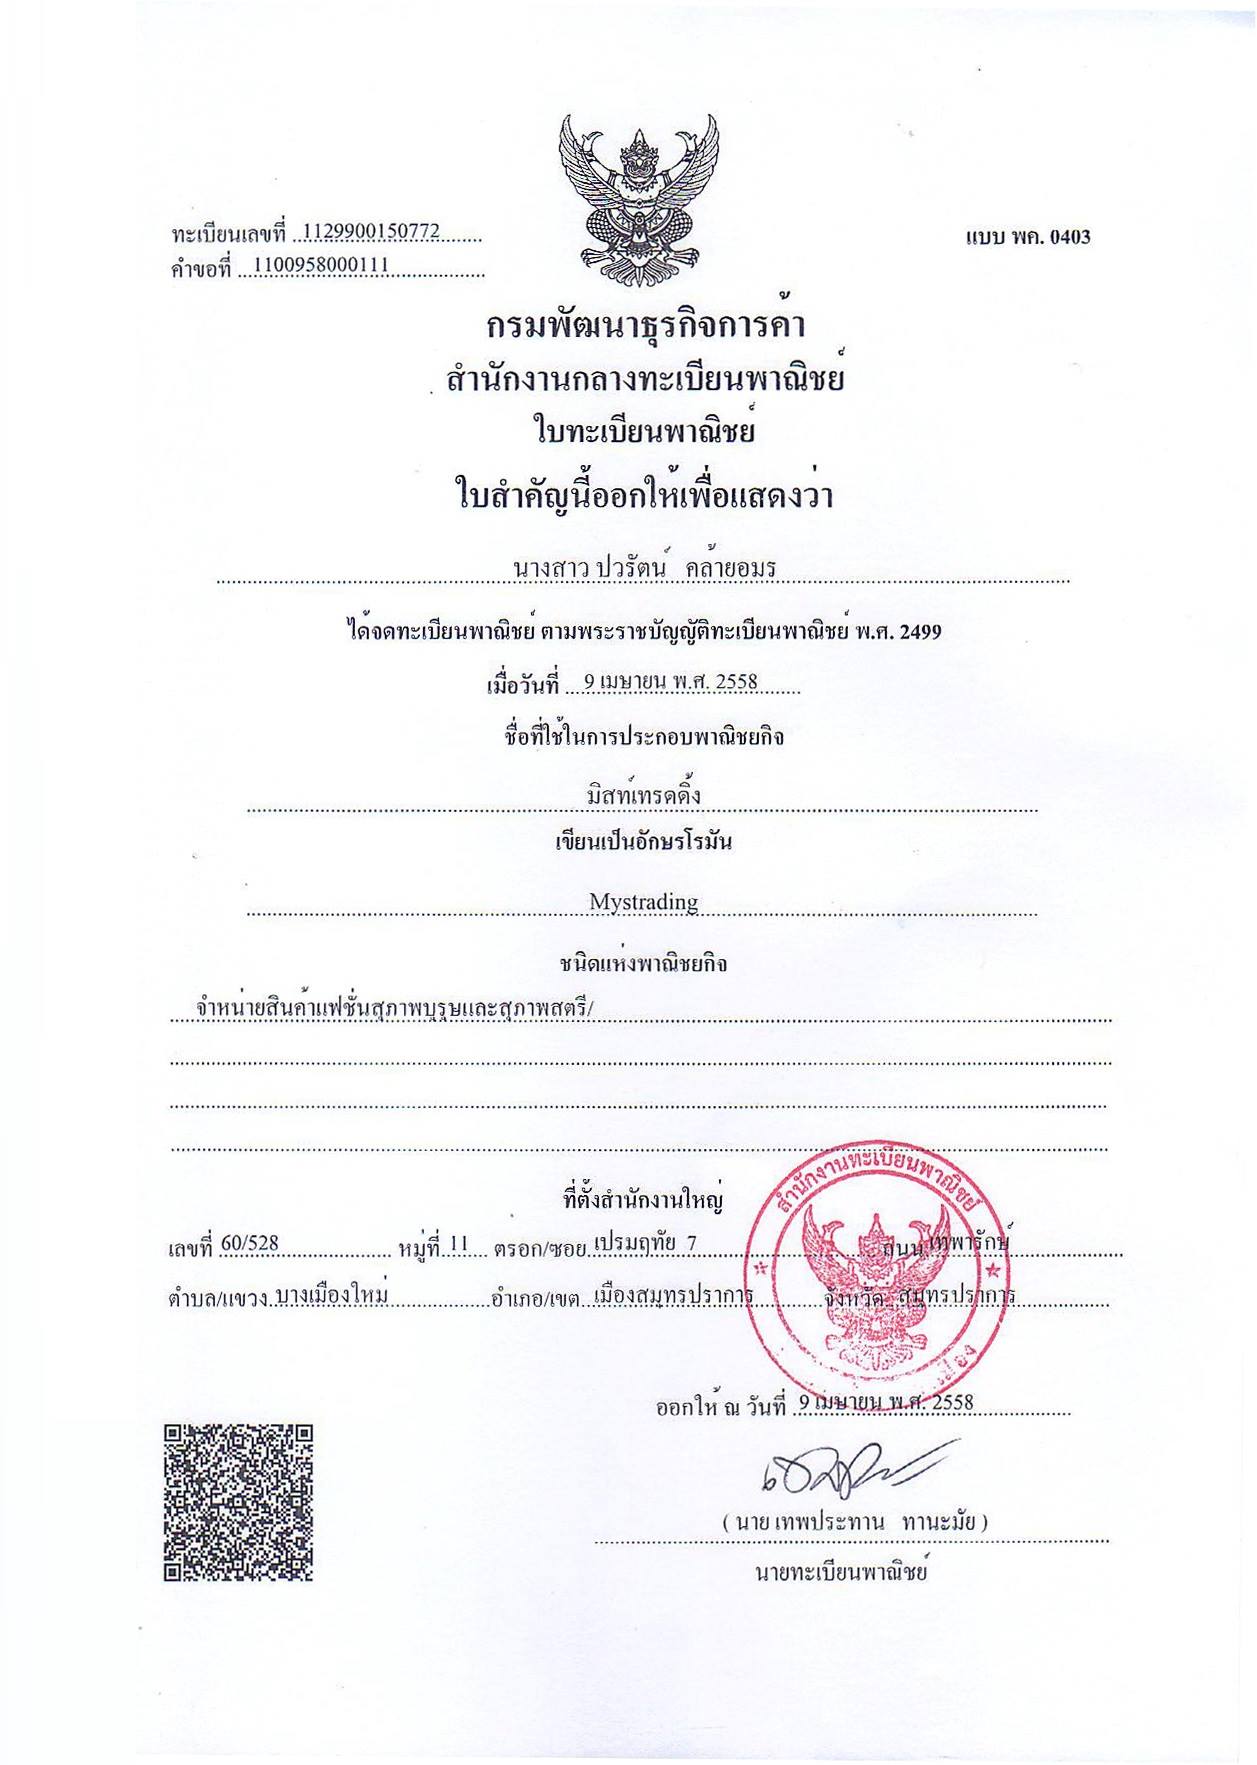 ทะเบียนเลขที่ 1129900150772
แบบ พค. 0403
คำขอที่ 1100958000111
กรมพัฒนาธุรกิจการค้า
สำนักงานกลางทะเบียนพาณิชย์
ใบทะเบียนพาณิชย์
ใบสำคัญนี้ออกให้เพื่อแสดงว่า
นางสาว ปวรัตน์ คล้ายอมร
ได้จดทะเบียนพาณิชย์ ตามพระราชบัญญัติทะเบียนพาณิชย์ พ.ศ. 2499
เมื่อวันที่ 9 เมษายน พ.ศ. 2558
ชื่อที่ใช้ในการประกอบพาณิชยกิจ
มิสท์เทรดดิ้ง
เขียนเป็นอักษรโรมัน
Mystrading
ชนิดแห่งพาณิชยกิจ
จำหน่ายสินค้าแฟชั่นสุภาพบุรุษและสุภาพสตรี/
สำนักงานทะเบียนพาณิชย์
ที่ตั้งสำนักงานใหญ่
เลขที่ 60/528 หมู่ที่ 11 ตรอก/ซอย เปรมฤทัย 7 ถนน เทพารักษ์
ตำบล/แขวง บางเมืองใหม่ อำเภอ/เขต เมืองสมุทรปราการ จังหวัด สมุทรปราการ
ออกให้ ณ วันที่ 9 เมษายน พ.ศ. 2558
( นาย เทพประทาน ทานะมัย )
นายทะเบียนพาณิชย์